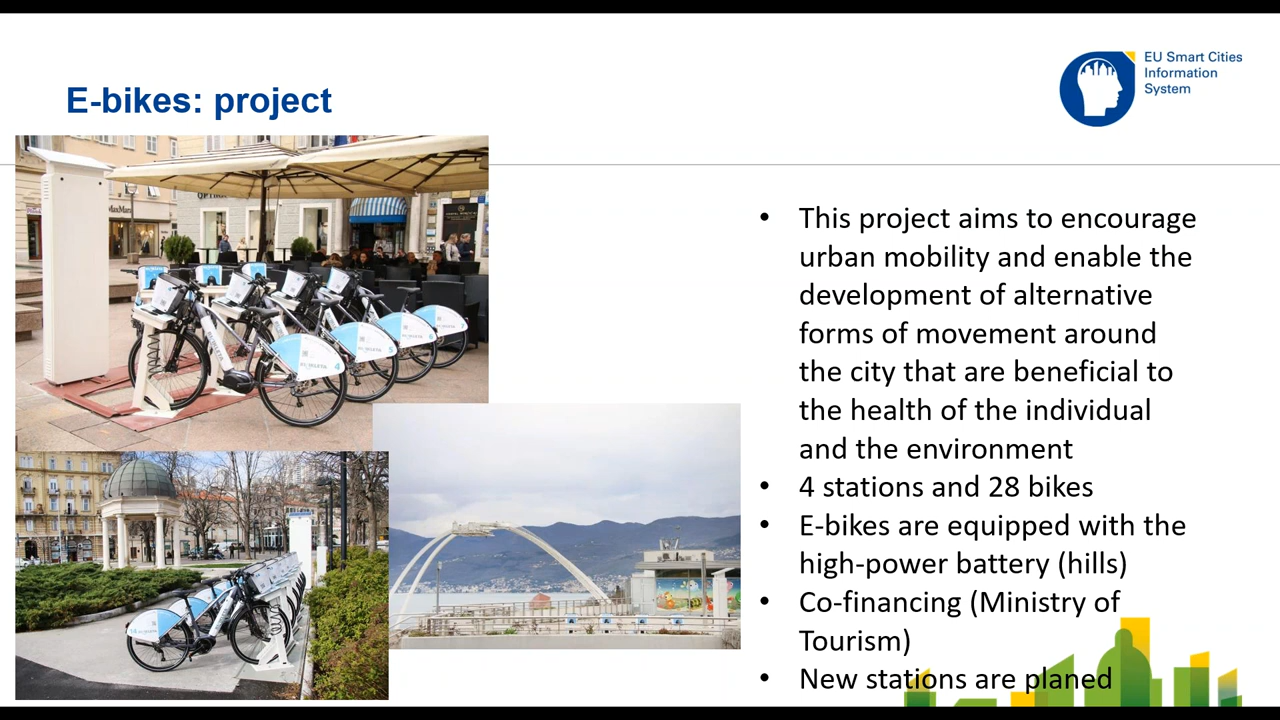 E-bikes: project
EU Smart Cities
Information
System
• This project aims to encourage
urban mobility and enable the
development of alternative
forms of movement around
the city that are beneficial to
the health of the individual
and the environment
• 4 stations and 28 bikes
• E-bikes are equipped with the
high-power battery (hills)
• Co-financing (Ministry of
Tourism)
• New stations are planed
MaxMara